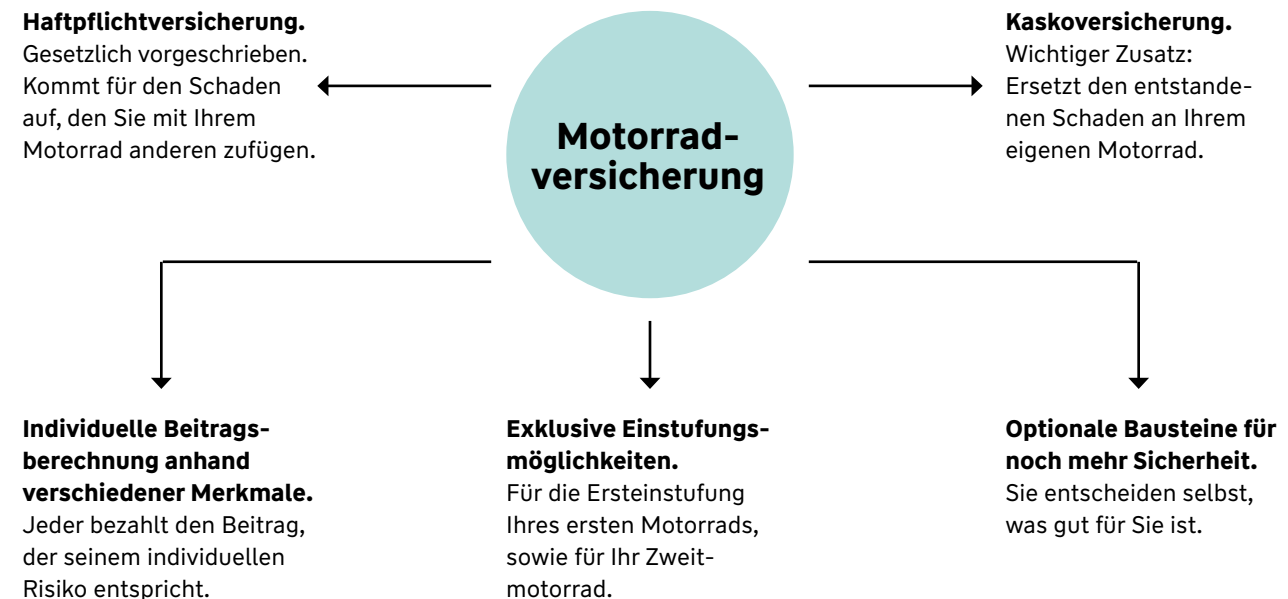 Haftpflichtversicherung.
Gesetzlich vorgeschrieben.
Kommt für den Schaden
auf, den Sie mit Ihrem
Motorrad anderen zufügen.
Motorrad-
versicherung
Kaskoversicherung.
Wichtiger Zusatz:
Ersetzt den entstande-
nen Schaden an Ihrem
eigenen Motorrad.
Individuelle Beitrags-
berechnung anhand
verschiedener Merkmale.
Jeder bezahlt den Beitrag,
der seinem individuellen
Risiko entspricht.
Exklusive Einstufungs-
möglichkeiten.
Für die Ersteinstufung
Ihres ersten Motorrads,
sowie für Ihr Zweit-
motorrad.
Optionale Bausteine für
noch mehr Sicherheit.
Sie entscheiden selbst,
was gut für Sie ist.